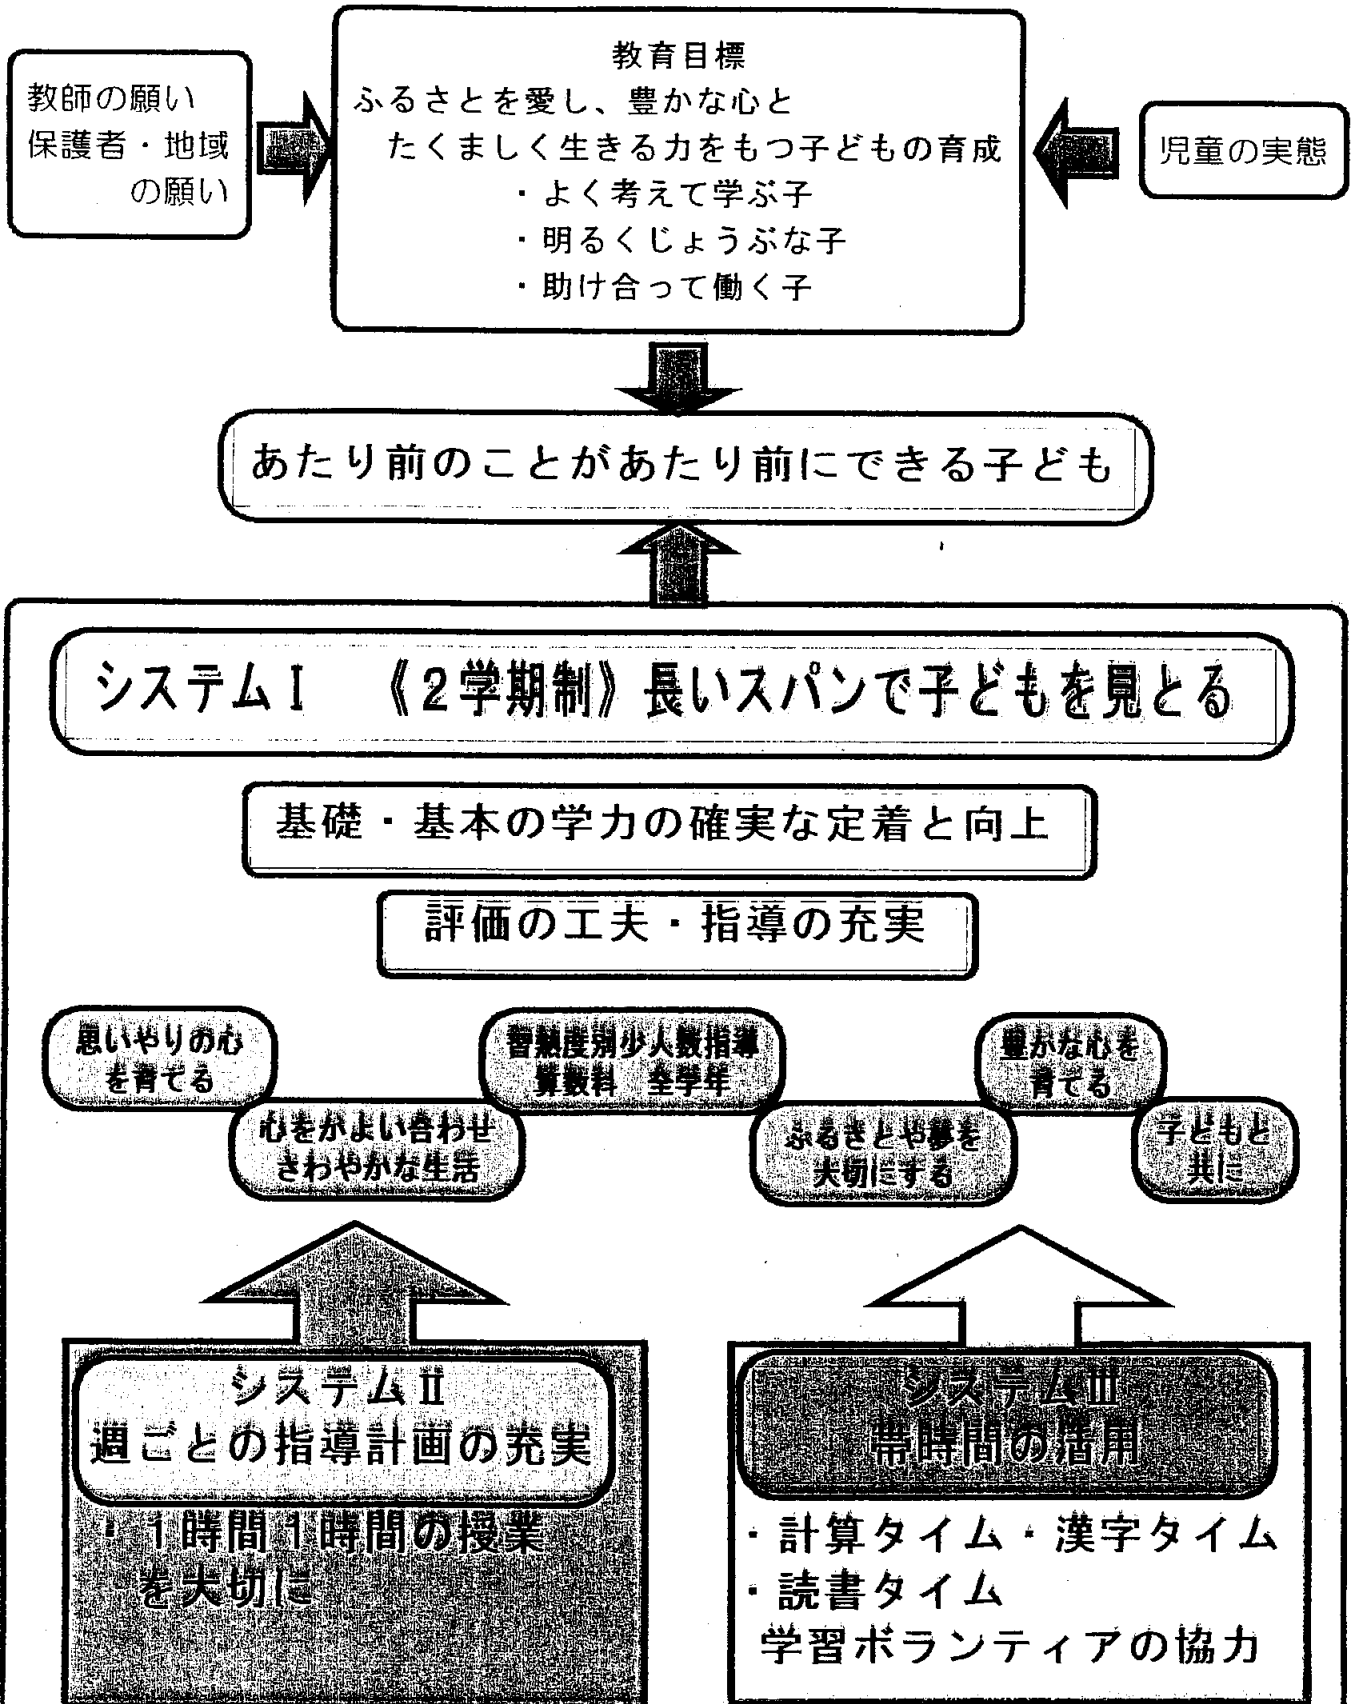 教育目標
ふるさとを愛し、豊かな心と
たくましく生きる力をもつ子どもの育成
・よく考えて学ぶ子
・明るくじょうぶな子
・助け合って働く子
教師の願い
保護者・地域
の願い
児童の実態
あたり前のことがあたり前にできる子ども
システムⅠ 《2学期制》長いスパンで子どもを見とる
基礎・基本の学力の確実な定着と向上
評価の工夫・指導の充実
思いやりの心
を育てる
心をかよい合わせ
さわやかな生活
習熟度別少人数指導
算数科 全学年
ふるさとや夢を
大切にする
豊かな心を
育てる
子どもと
共に
システムⅡ
週ごとの指導計画の充実
・1時間1時間の授業
を大切に
システムⅢ
帯時間の活用
・計算タイム・漢字タイム
・読書タイム
学習ボランティアの協力